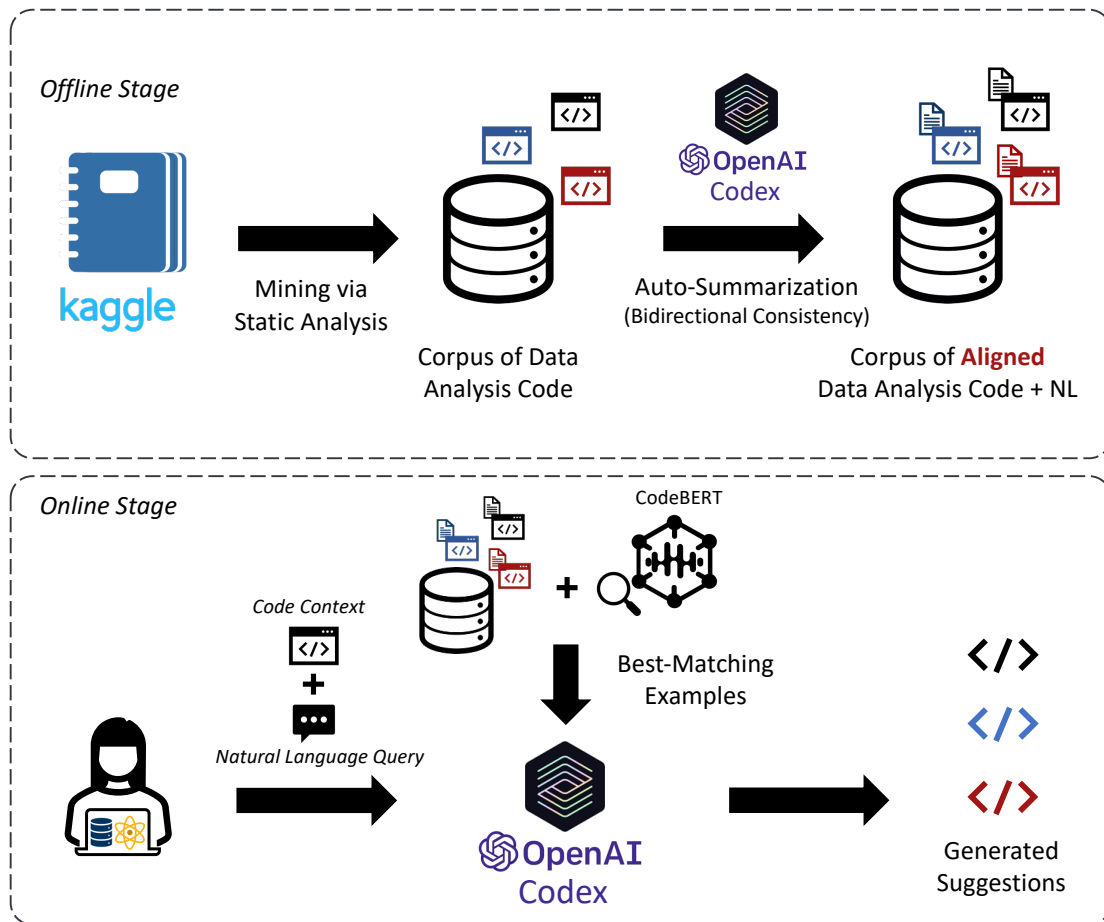 Offline Stage
kaggle
Mining via
Static Analysis
</>
</>
</>
Corpus of Data
Analysis Code
OpenAI
Codex
Auto-Summarization
(Bidirectional Consistency)
</>
</>
</>
Corpus of Aligned
Data Analysis Code + NL
Online Stage
Code Context
</>
+
Natural Language Query
</>
</>
</>
+
CodeBERT
Best-Matching
Examples
OpenAI
Codex
</>
</>
</>
Generated
Suggestions